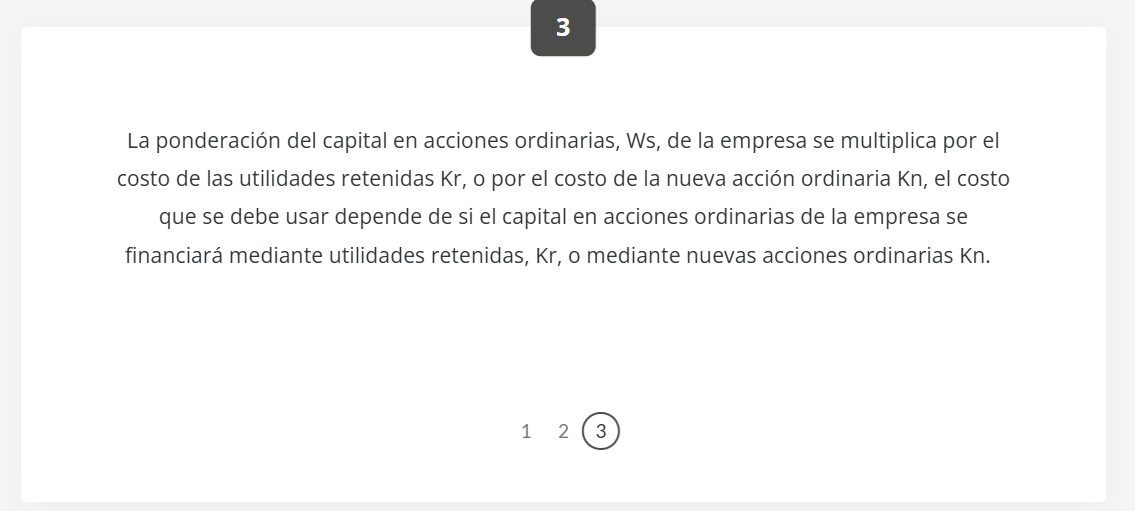 3
La ponderación del capital en acciones ordinarias, Ws, de la empresa se multiplica por el
costo de las utilidades retenidas Kr, o por el costo de la nueva acción ordinaria Kn, el costo
que se debe usar depende de si el capital en acciones ordinarias de la empresa se
financiará mediante utilidades retenidas, Kr, o mediante nuevas acciones ordinarias Kn.
1 2 3